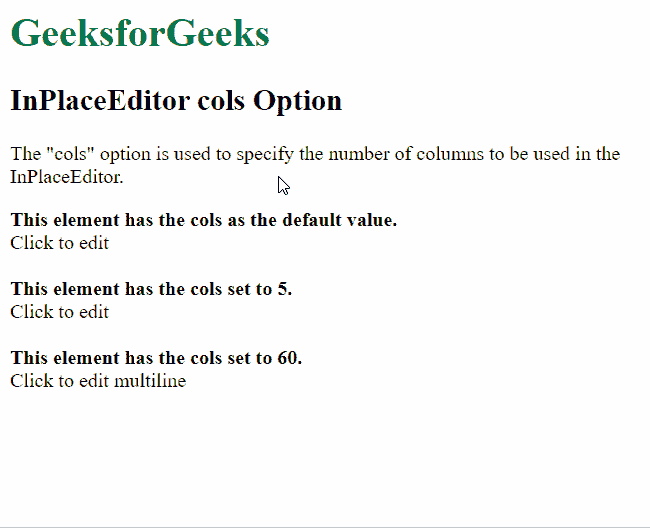 GeeksforGeeks
InPlaceEditor cols Option
The "cols" option is used to specify the number of columns to be used in the
InPlaceEditor.
This element has the cols as the default value.
Click to edit
This element has the cols set to 5.
Click to edit
This element has the cols set to 60.
Click to edit multiline